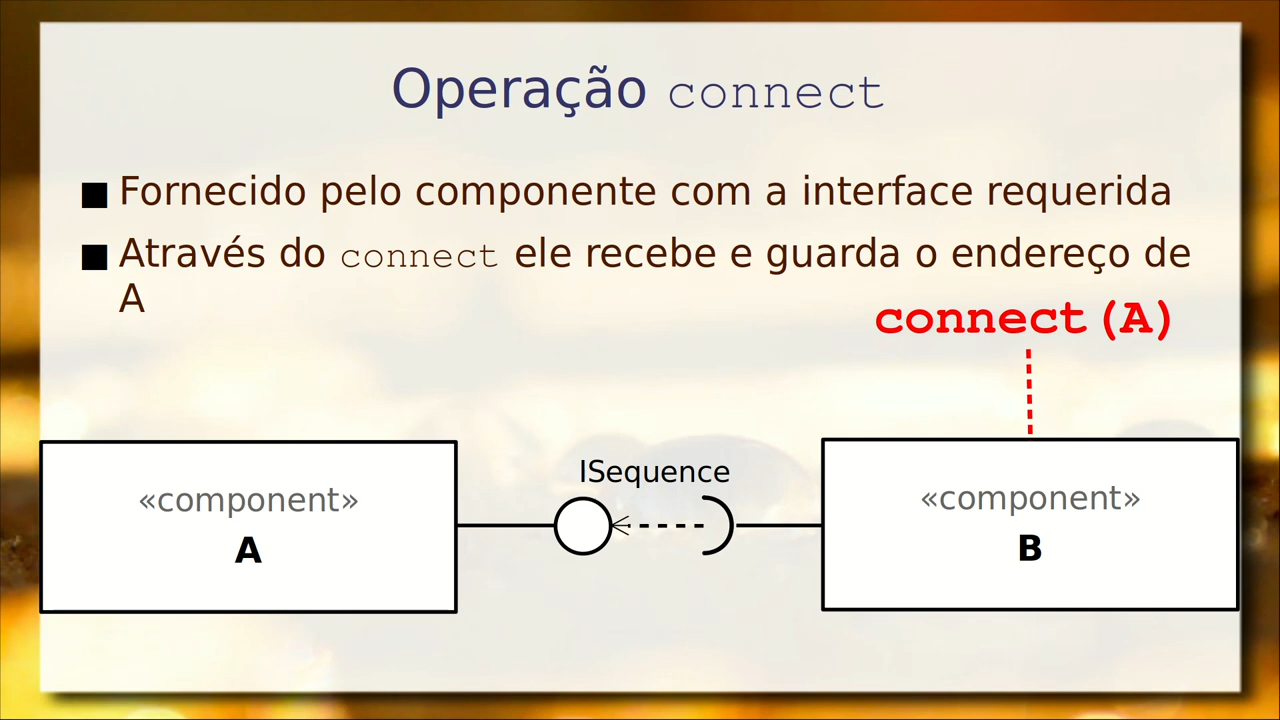 Operação connect
Fornecido pelo componente com a interface requerida
Através do connect ele recebe e guarda o endereço de
A
connect(A)
ISequence
«component»
A
«component»
B